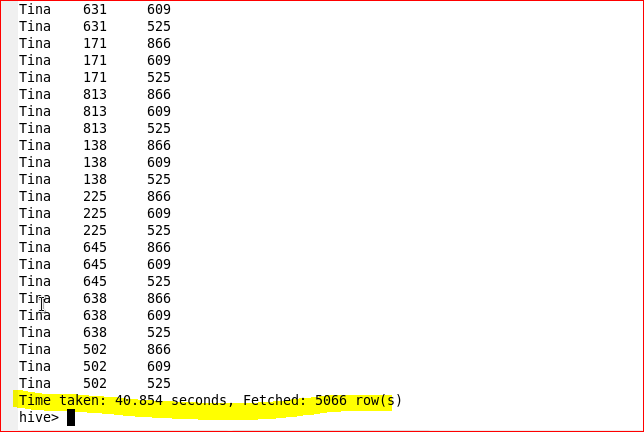 Tina 631 609
Tina 631 525
Tina 171 866
Tina 171 609
Tina 171 525
Tina 813 866
Tina 813 609
Tina 813 525
Tina 138 866
Tina 138 609
Tina 138 525
Tina 225 866
Tina 225 609
Tina 225 525
Tina 645 866
Tina 645 609
Tina 645 525
Tina 638 866
Tina 638 609
Tina 638 525
Tina 502 866
Tina 502 609
Tina 502 525
Time taken: 40.854 seconds, Fetched: 5066 row(s)
hive>